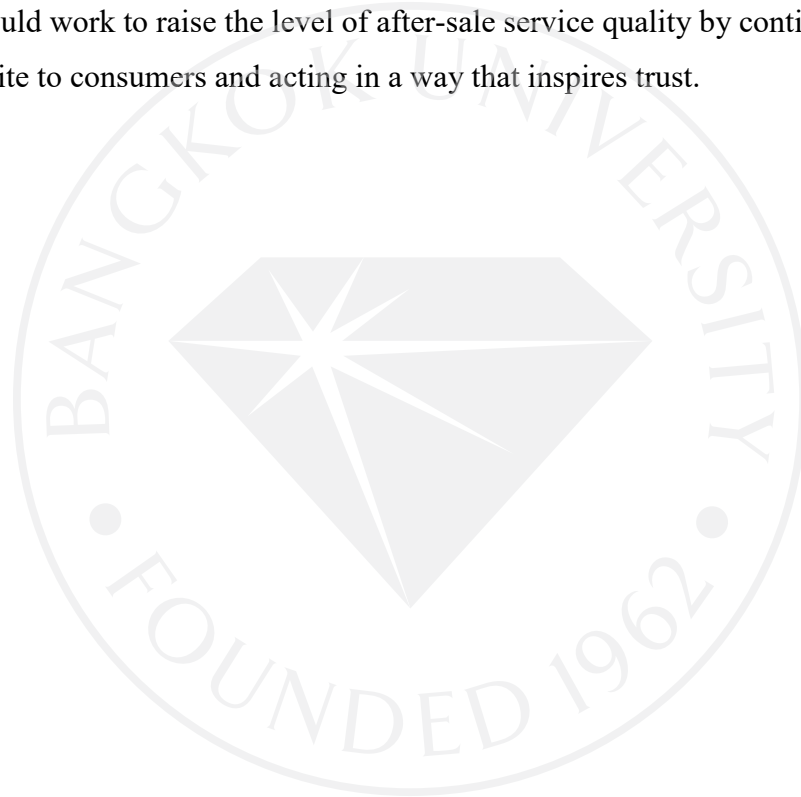 uld work to raise the level of after-sale service quality by conti
ite to consumers and acting in a way that inspires trust.
BANGKOK UNIVERSITY
• FOUNDED 1962 •